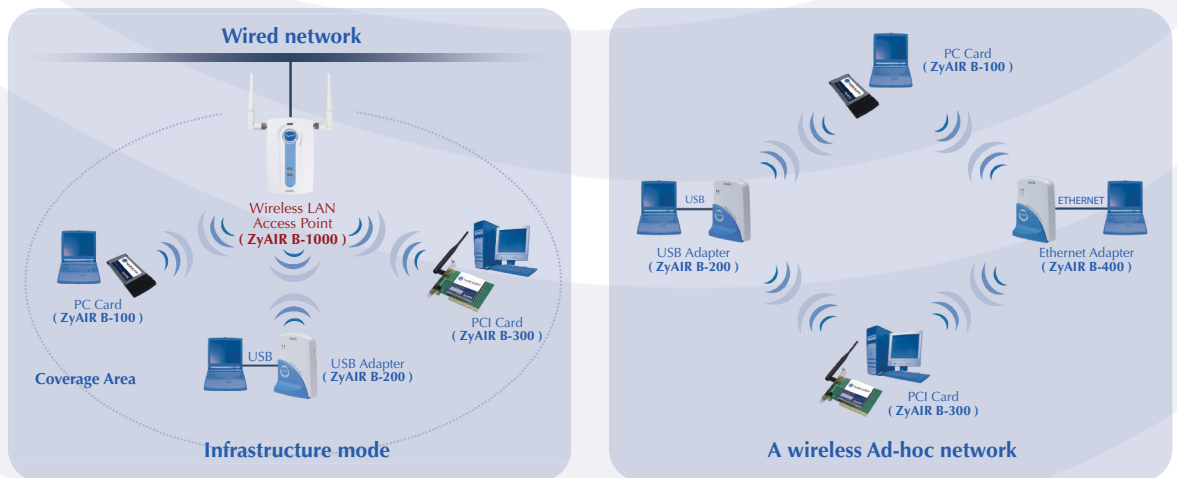 Wired network
Wireless LAN
Access Point
( ZyAIR B-1000 )
PC Card
( ZyAIR B-100 )
PCI Card
( ZyAIR B-300 )
USB
USB Adapter
( ZyAIR B-200 )
Coverage Area
Infrastructure mode
PC Card
( ZyAIR B-100 )
USB
USB Adapter
( ZyAIR B-200 )
ETHERNET
Ethernet Adapter
( ZyAIR B-400 )
PCI Card
( ZyAIR B-300 )
A wireless Ad-hoc network